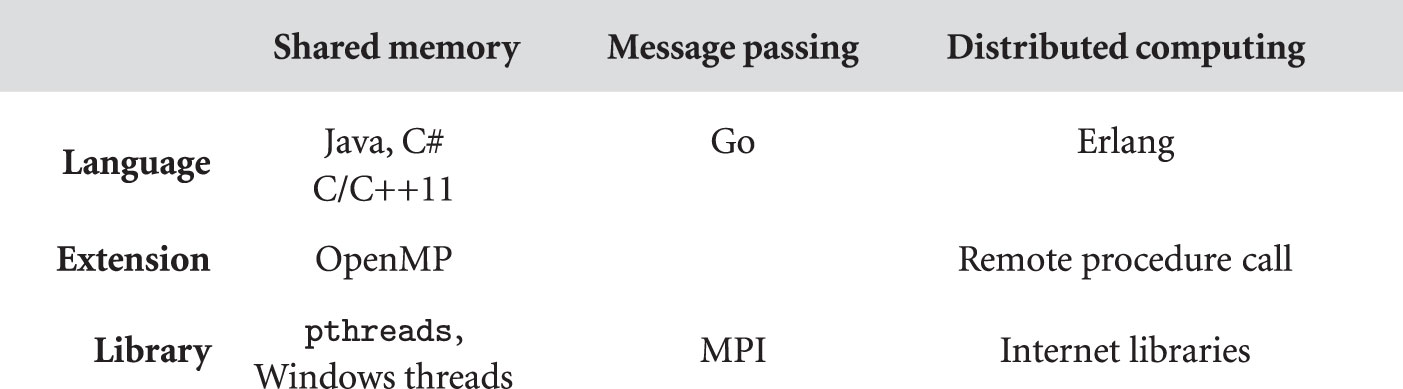 Shared memory Message passing Distributed computing
Language Java, C# Go Erlang
C/C++11
Extension OpenMP Remote procedure call
Library pthreads, MPI Internet libraries
Windows threads